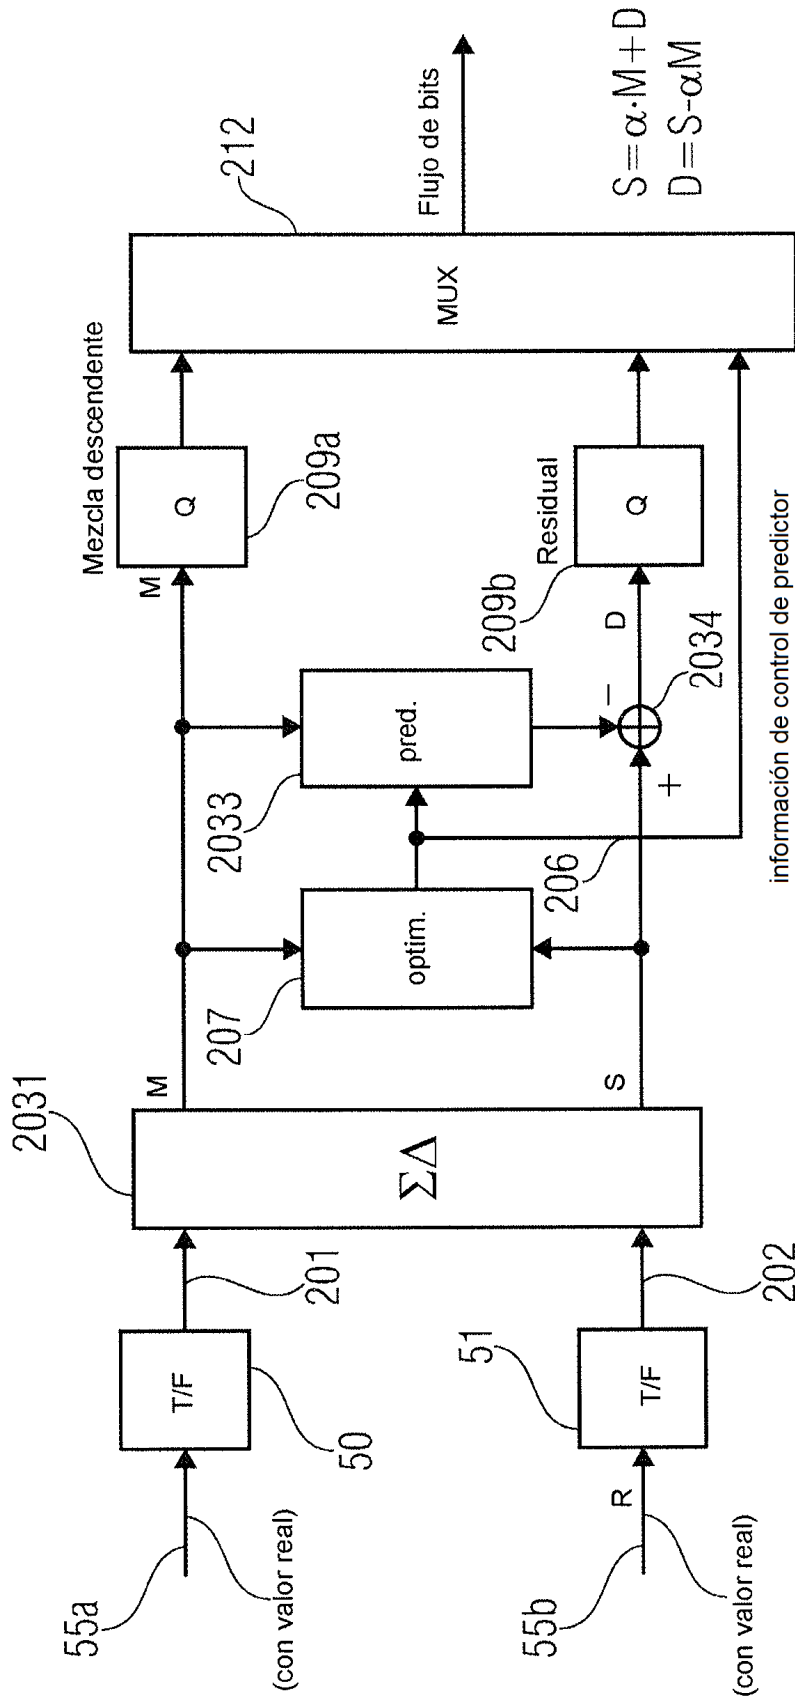 55a
(con valor real)
T/F
50
201
55b
R
(con valor real)
T/F
51
202
2031
ΣΔ
M
S
207
optim.
2033
pred.
206
+
−
2034
D
información de control de predictor
Mezcla descendente
M
Q
209a
Residual
209b
Q
MUX
212
Flujo de bits
S=α·M+D
D=S-αM